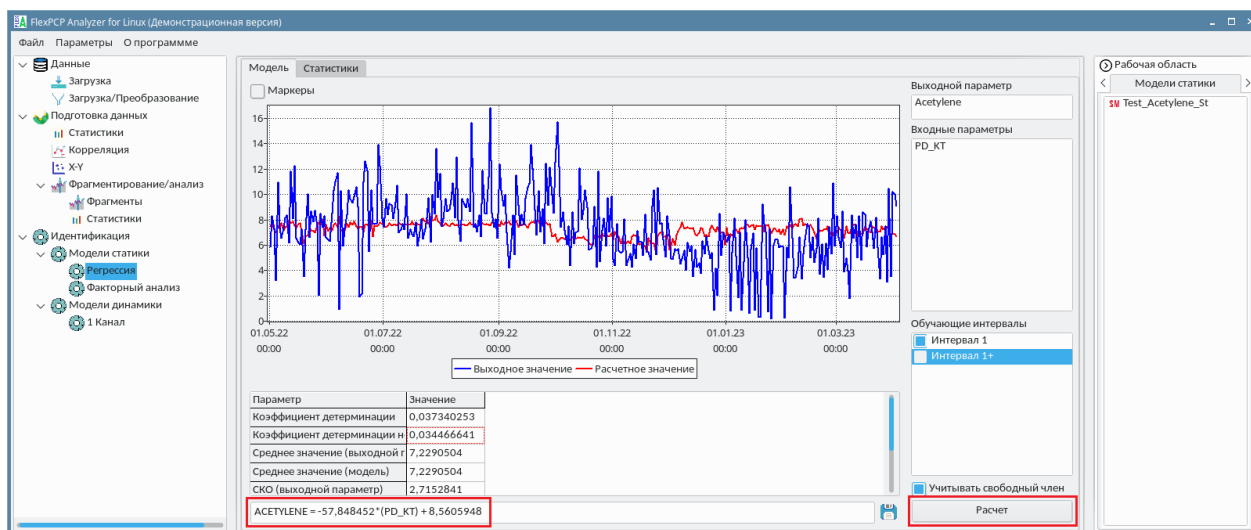 FlexPCP Analyzer for Linux (Демонстрационная версия)
Файл Параметры О программме
Данные
Загрузка
Загрузка/Преобразование
Подготовка данных
Статистики
Корреляция
X-Y
Фрагментирование/анализ
Фрагменты
Статистики
Идентификация
Модели статики
Регрессия
Факторный анализ
Модели динамики
1 Канал
Модель Статистики
Маркеры
16
14
12
10
8
6
4
2
0
01.05.22 01.07.22 01.09.22 01.11.22 01.01.23 01.03.23
00:00 00:00 00:00 00:00 00:00 00:00
Выходное значение Расчетное значение
Параметр Значение
Коэффициент детерминации 0,037340253
Коэффициент детерминации н 0,034466641
Среднее значение (выходной г 7,2290504
Среднее значение (модель) 7,2290504
СКО (выходной параметр) 2,7152841
ACETYLENE = -57,848452*(PD_KT) + 8,5605948
Выходной параметр
Acetylene
Входные параметры
PD_KT
Обучающие интервалы
Интервал 1
Интервал 1+
Учитывать свободный член
Расчет
Рабочая область
Модели статики
SM Test_Acetylene_St